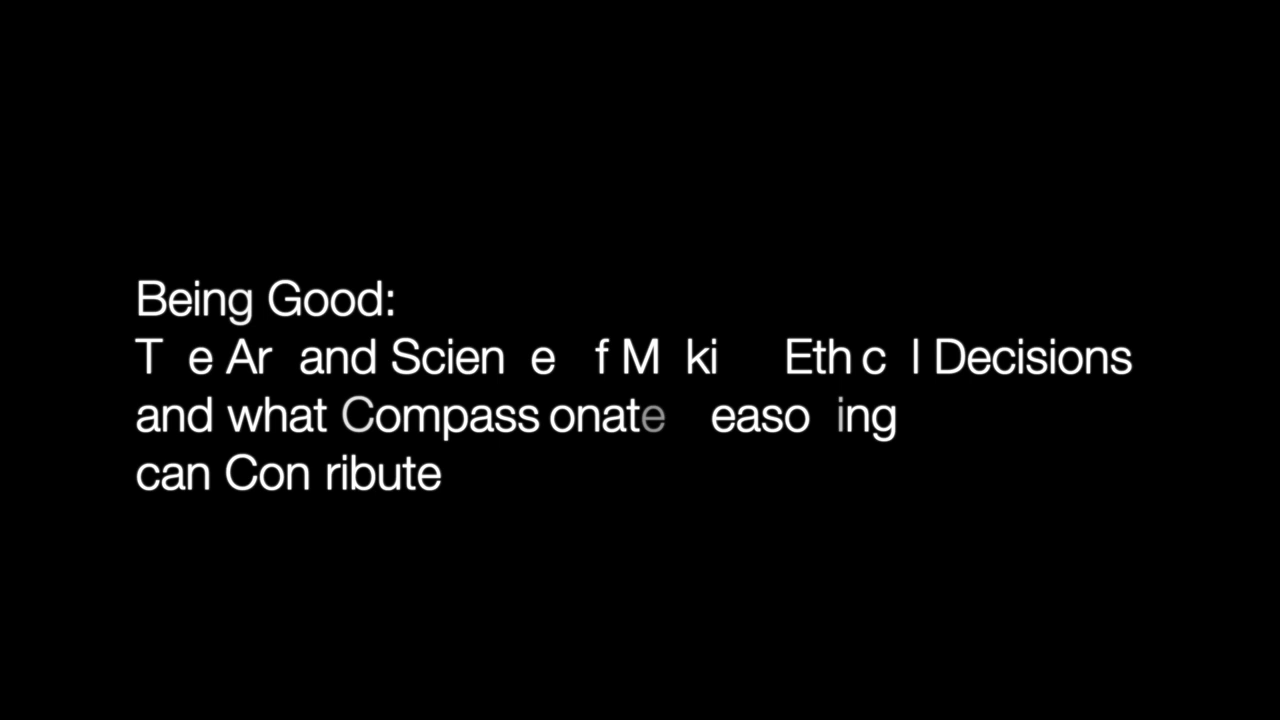 Being Good:
T e Ar and Scien e f M ki Eth c l Decisions
and what Compass onate easo ing
can Con ribute